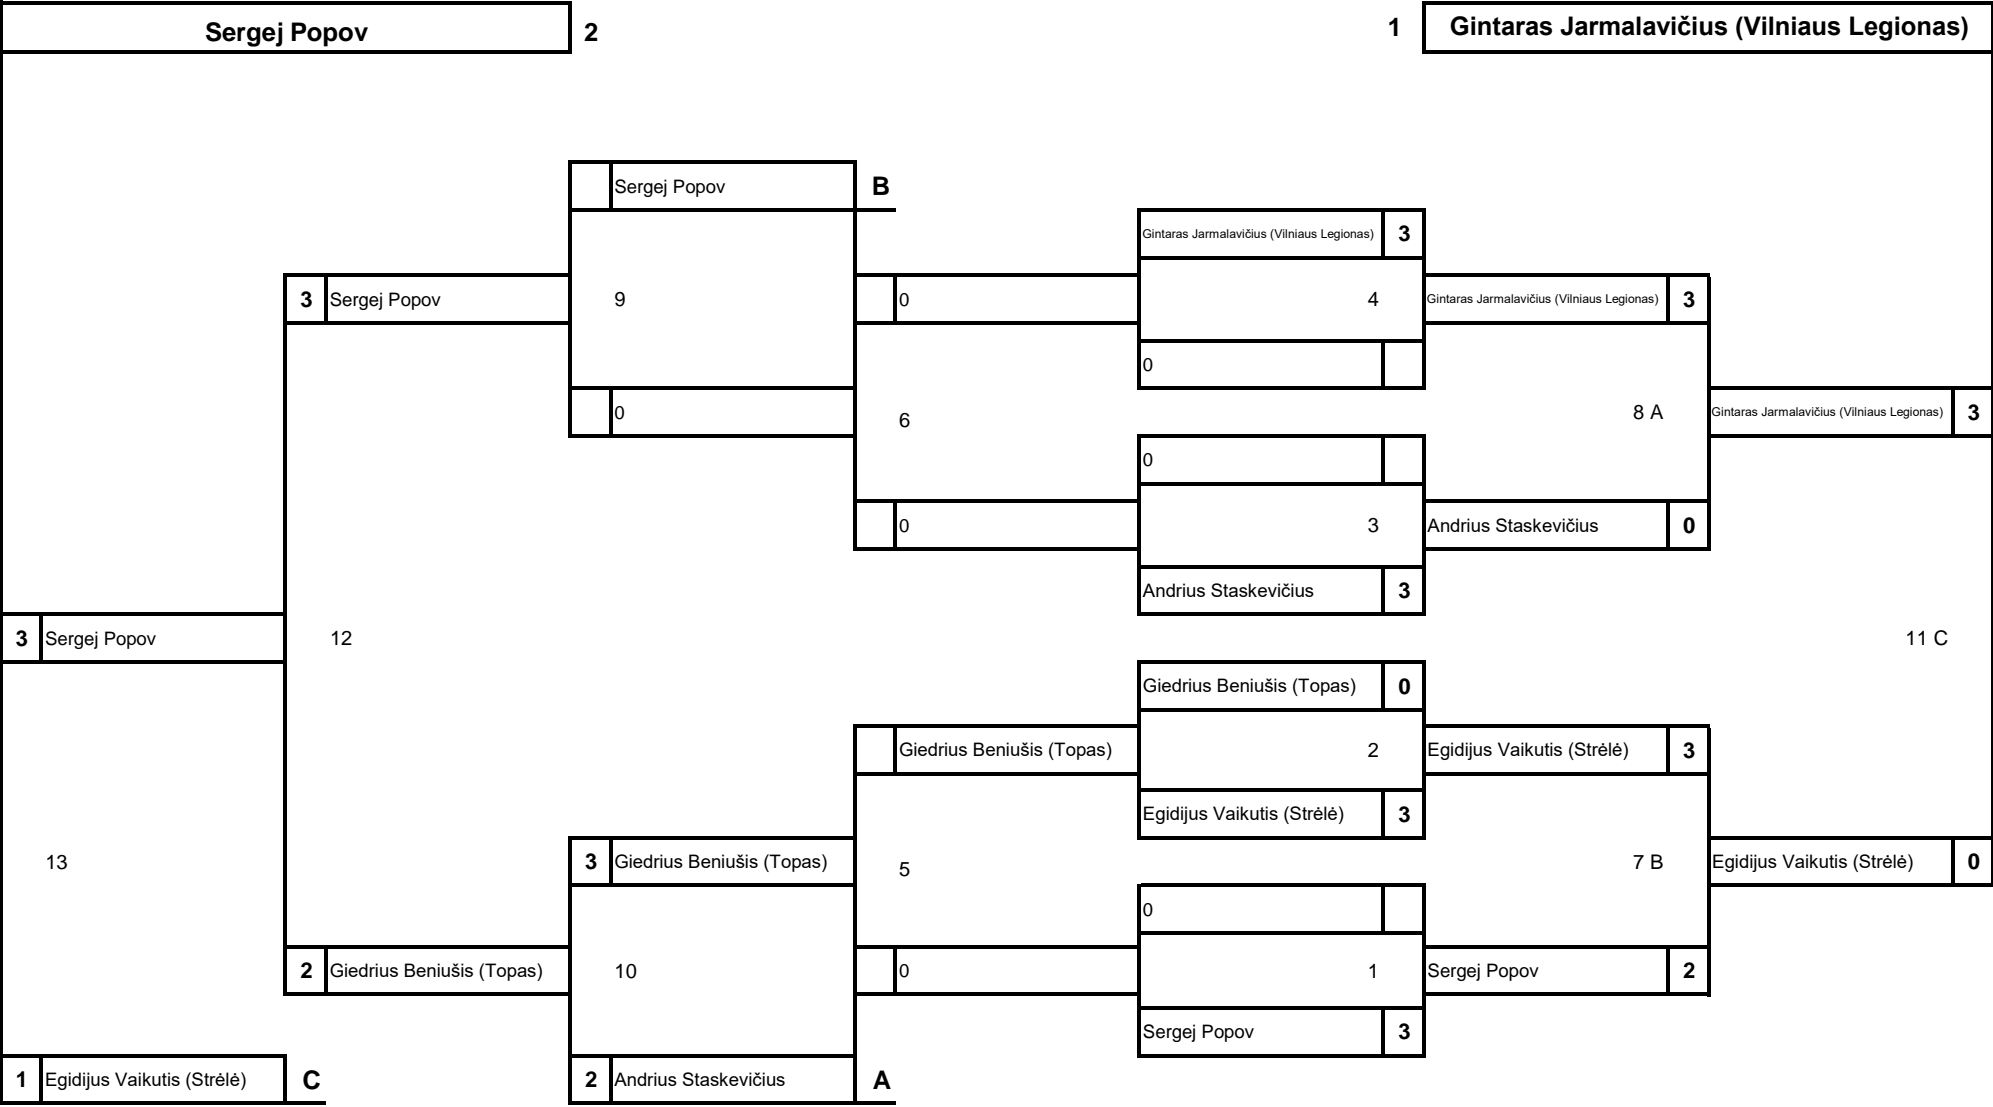 Sergej Popov 2 1 Gintaras Jarmalavičius (Vilniaus Legionas)
Sergej Popov B
Gintaras Jarmalavičius (Vilniaus Legionas) 3
3 Sergej Popov 9 0 4 Gintaras Jarmalavičius (Vilniaus Legionas) 3
0
0 6 8 A Gintaras Jarmalavičius (Vilniaus Legionas) 3
0
0 3 Andrius Staskevičius 0
Andrius Staskevičius 3
3 Sergej Popov 12 11 C
Giedrius Beniušis (Topas) 0
Giedrius Beniušis (Topas) 2 Egidijus Vaikutis (Strėlė) 3
Egidijus Vaikutis (Strėlė) 3
13 3 Giedrius Beniušis (Topas) 5 7 B Egidijus Vaikutis (Strėlė) 0
0
2 Giedrius Beniušis (Topas) 10 0 1 Sergej Popov 2
Sergej Popov 3
1 Egidijus Vaikutis (Strėlė) C 2 Andrius Staskevičius A